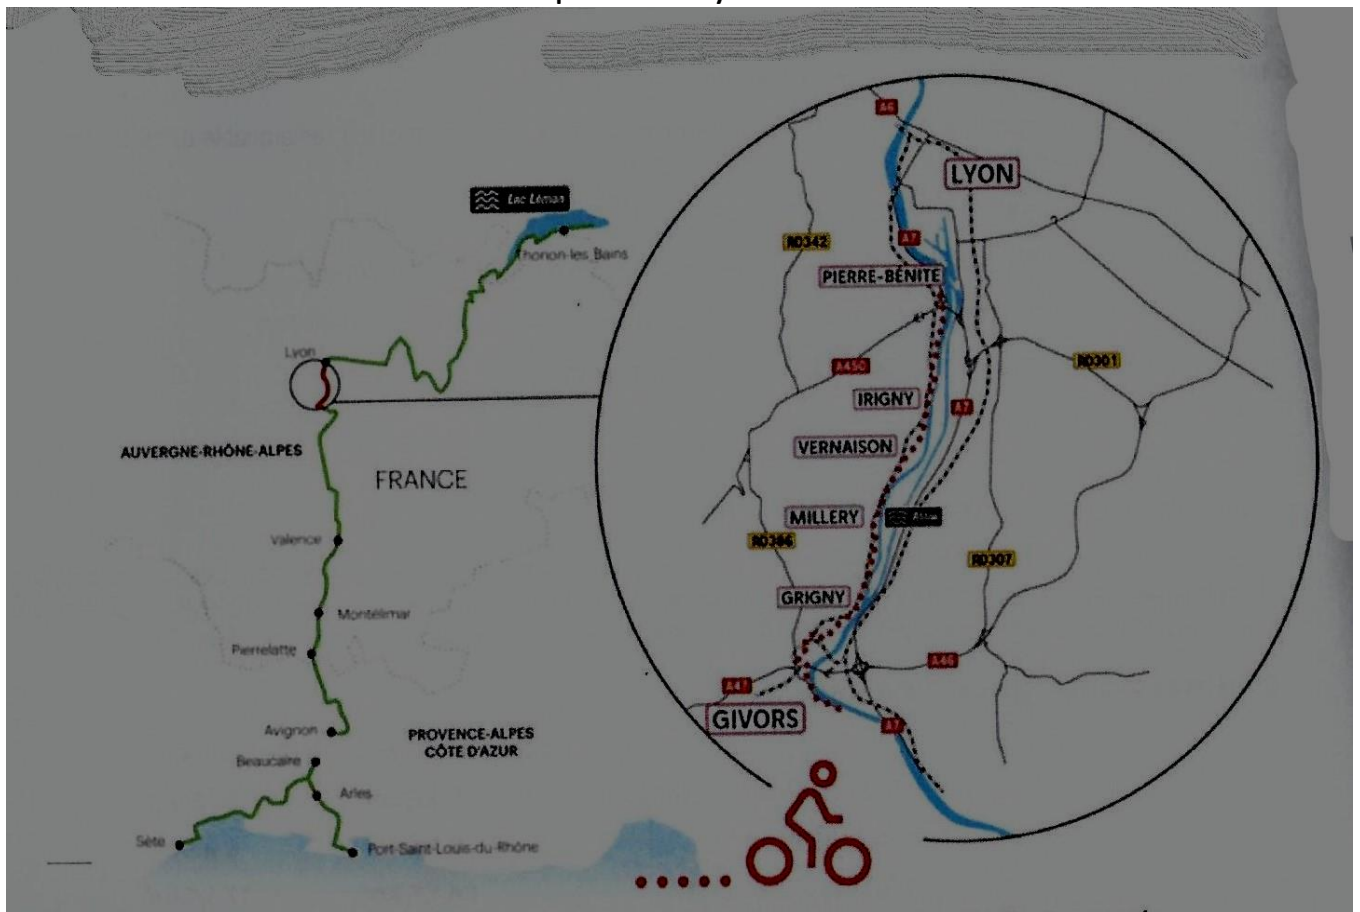 Lac Léman
Thonon-les Bains
Lyon
AUVERGNE-RHÔNE-ALPES
FRANCE
Valence
Montélimar
Pierrelatte
Avignon
PROVENCE-ALPES
CÔTE D'AZUR
Beaucaire
Arles
Sète
Port-Saint-Louis-du-Rhône
A6
LYON
RD342
A7
PIERRE-BÉNITE
A450
RD301
IRIGNY
A7
VERNAISON
MILLERY
RD386
RD307
GRIGNY
A46
A47
GIVORS
A7